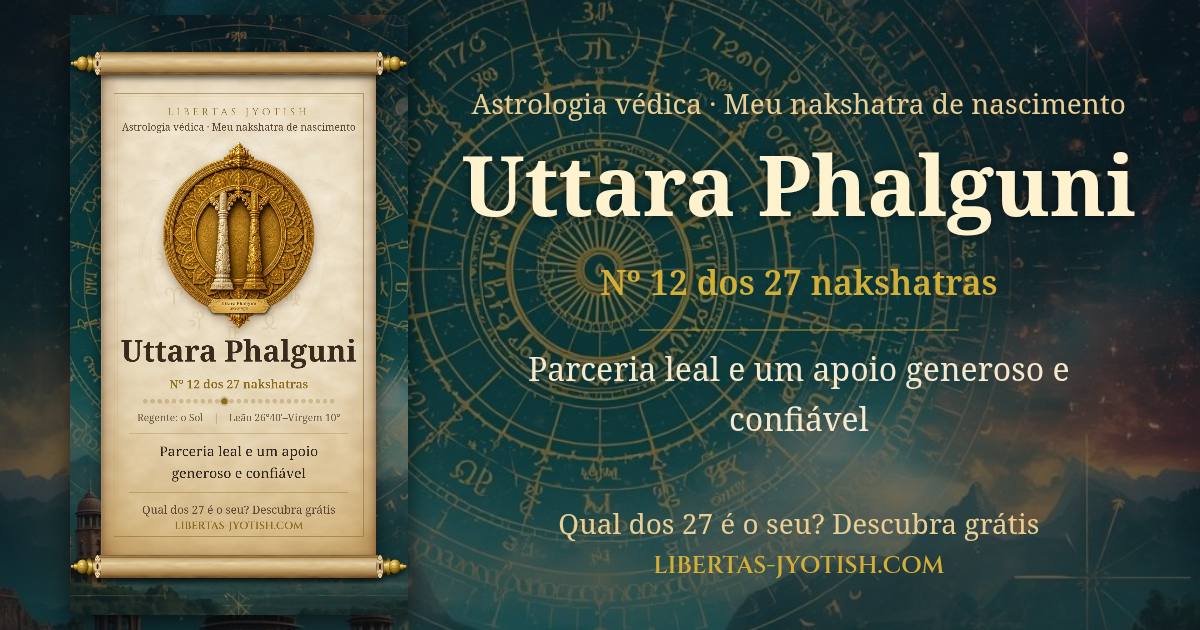 LIBERTAS JYOTISH
Astrologia védica · Meu nakshatra de nascimento
Uttara Phalguni
Uttara Phalguni
Nº 12 dos 27 nakshatras
Regente: o Sol | Leão 26°40'–Virgem 10°
Parceria leal e um apoio
generoso e confiável
Qual dos 27 é o seu? Descubra grátis
LIBERTAS-JYOTISH.COM
Astrologia védica · Meu nakshatra de nascimento
Uttara Phalguni
Nº 12 dos 27 nakshatras
Parceria leal e um apoio generoso e
confiável
Qual dos 27 é o seu? Descubra grátis
LIBERTAS-JYOTISH.COM